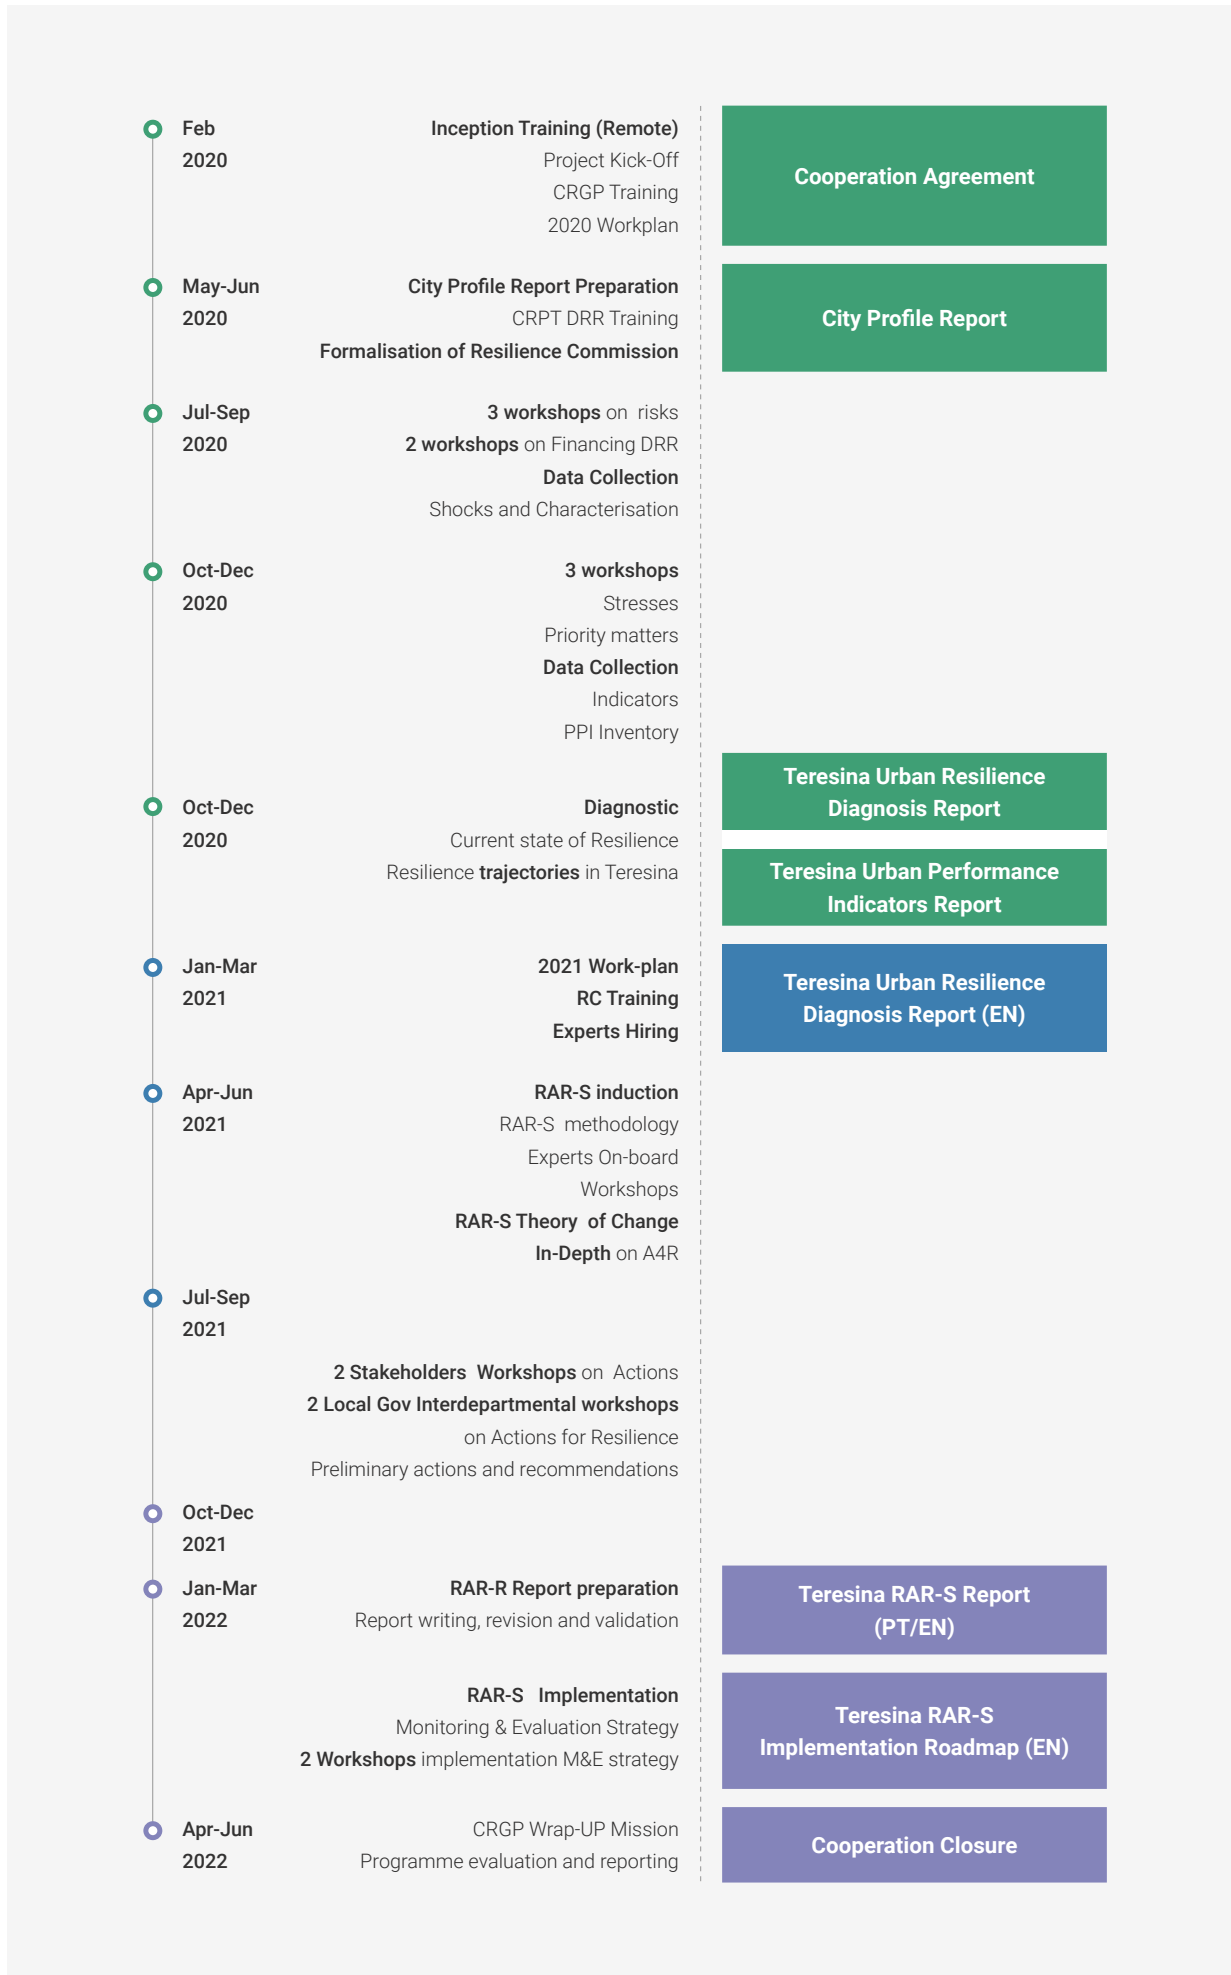 Feb
2020
Inception Training (Remote)
Project Kick-Off
CRGP Training
2020 Workplan
Cooperation Agreement
May-Jun
2020
City Profile Report Preparation
CRPT DRR Training
Formalisation of Resilience Commission
City Profile Report
Jul-Sep
2020
3 workshops on risks
2 workshops on Financing DRR
Data Collection
Shocks and Characterisation
Oct-Dec
2020
3 workshops
Stresses
Priority matters
Data Collection
Indicators
PPI Inventory
Oct-Dec
2020
Diagnostic
Current state of Resilience
Resilience trajectories in Teresina
Teresina Urban Resilience
Diagnosis Report
Teresina Urban Performance
Indicators Report
Jan-Mar
2021
2021 Work-plan
RC Training
Experts Hiring
Teresina Urban Resilience
Diagnosis Report (EN)
Apr-Jun
2021
RAR-S induction
RAR-S methodology
Experts On-board
Workshops
RAR-S Theory of Change
In-Depth on A4R
Jul-Sep
2021
2 Stakeholders Workshops on Actions
2 Local Gov Interdepartmental workshops
on Actions for Resilience
Preliminary actions and recommendations
Oct-Dec
2021
Jan-Mar
2022
RAR-R Report preparation
Report writing, revision and validation
Teresina RAR-S Report
(PT/EN)
RAR-S Implementation
Monitoring & Evaluation Strategy
2 Workshops implementation M&E strategy
Teresina RAR-S
Implementation Roadmap (EN)
Apr-Jun
2022
CRGP Wrap-UP Mission
Programme evaluation and reporting
Cooperation Closure